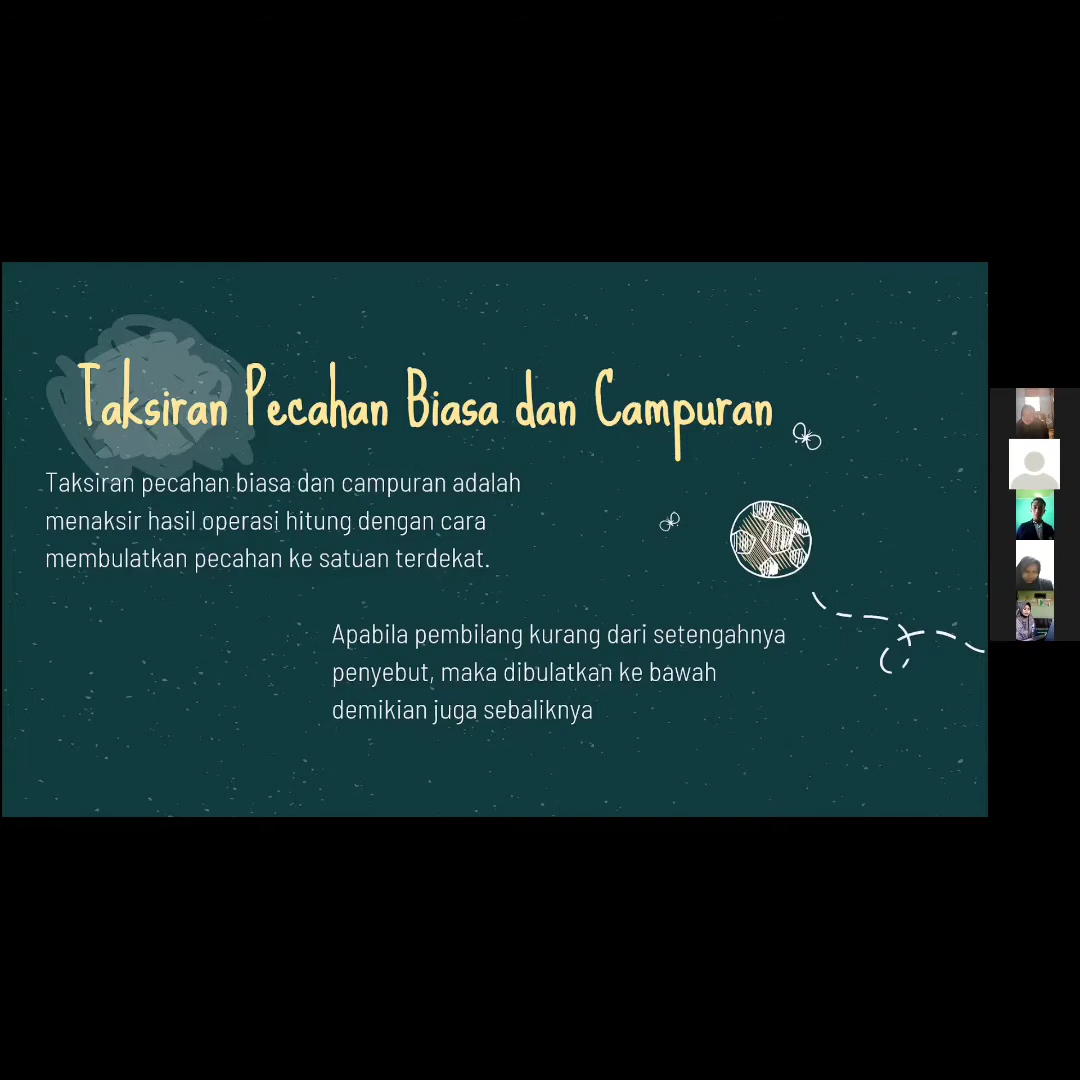 Taksiran Pecahan Biasa dan Campuran
Taksiran pecahan biasa dan campuran adalah
menaksir hasil operasi hitung dengan cara
membulatkan pecahan ke satuan terdekat.
Apabila pembilang kurang dari setengahnya
penyebut, maka dibulatkan ke bawah
demikian juga sebaliknya